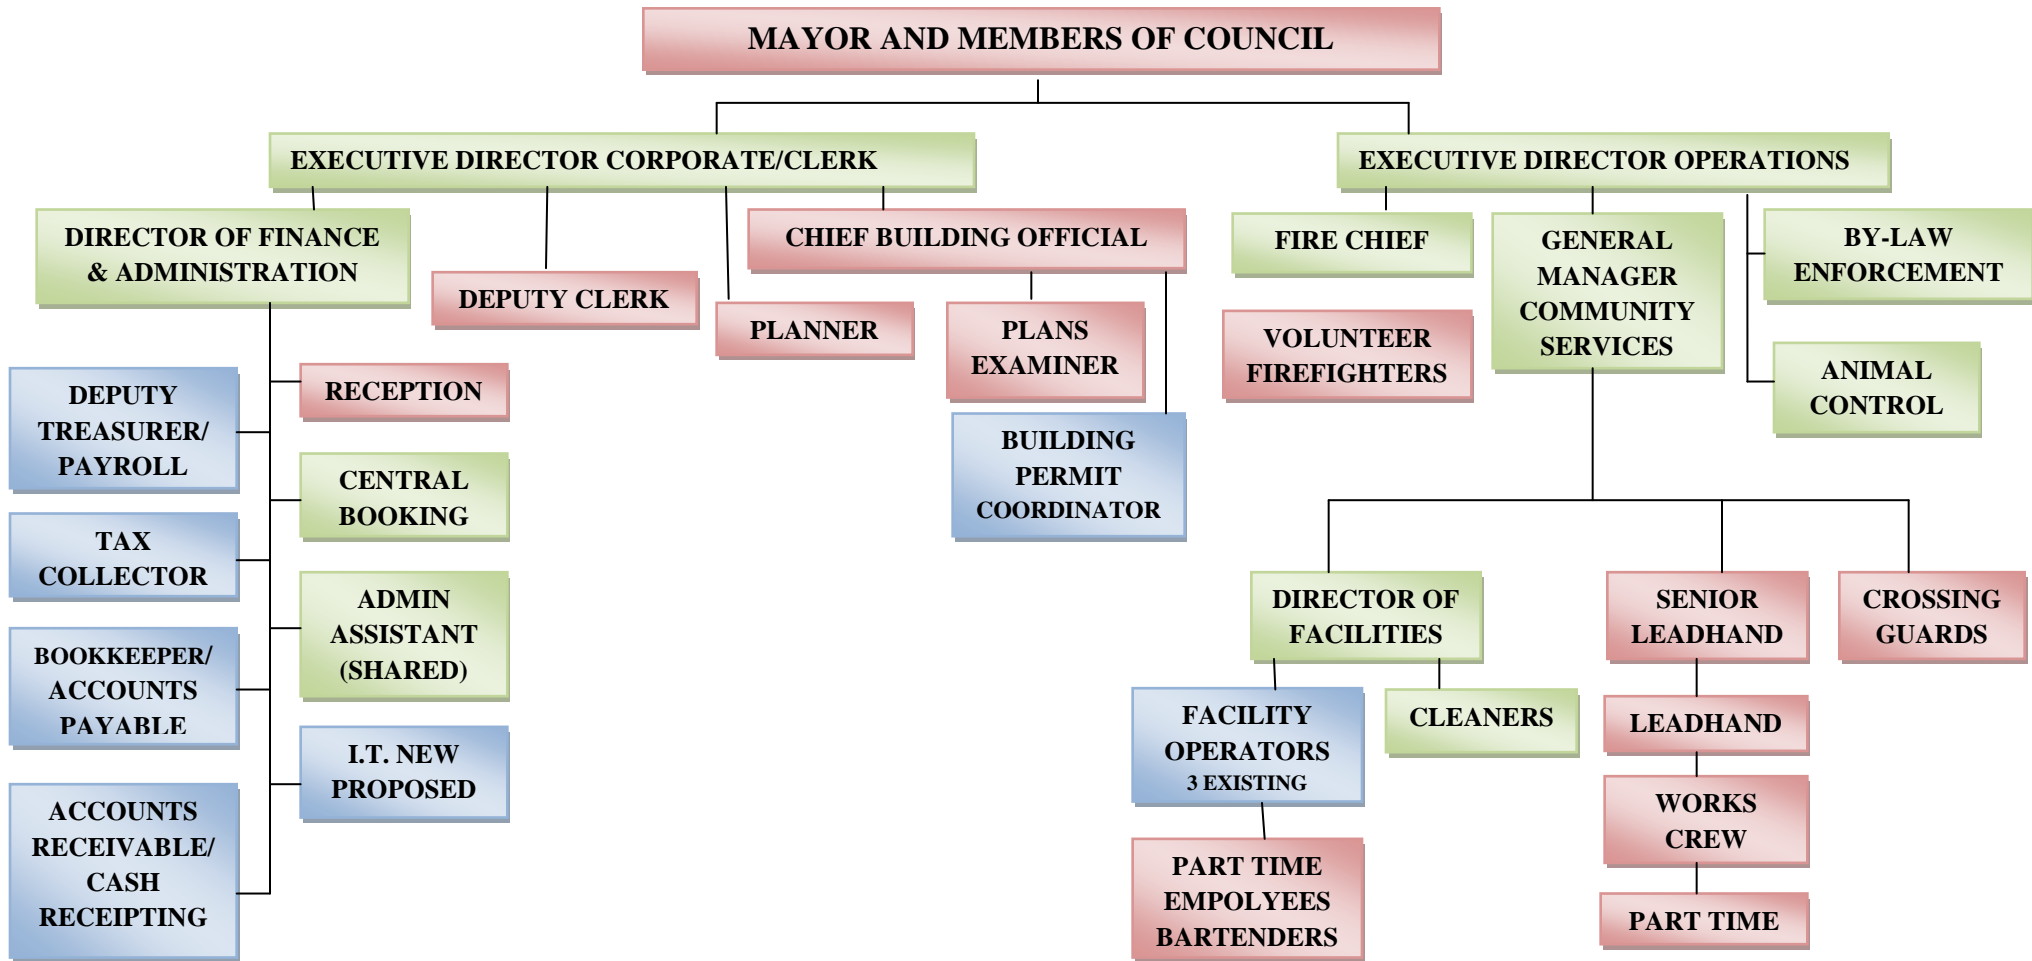 MAYOR AND MEMBERS OF COUNCIL
EXECUTIVE DIRECTOR CORPORATE/CLERK
EXECUTIVE DIRECTOR OPERATIONS
DIRECTOR OF FINANCE
& ADMINISTRATION
DEPUTY CLERK
PLANNER
CHIEF BUILDING OFFICIAL
PLANS
EXAMINER
BUILDING
PERMIT
COORDINATOR
FIRE CHIEF
VOLUNTEER
FIREFIGHTERS
GENERAL
MANAGER
COMMUNITY
SERVICES
BY-LAW
ENFORCEMENT
ANIMAL
CONTROL
DEPUTY
TREASURER/
PAYROLL
TAX
COLLECTOR
BOOKKEEPER/
ACCOUNTS
PAYABLE
ACCOUNTS
RECEIVABLE/
CASH
RECEIPTING
RECEPTION
CENTRAL
BOOKING
ADMIN
ASSISTANT
(SHARED)
I.T. NEW
PROPOSED
DIRECTOR OF
FACILITIES
FACILITY
OPERATORS
3 EXISTING
PART TIME
EMPOLYEES
BARTENDERS
CLEANERS
SENIOR
LEADHAND
LEADHAND
WORKS
CREW
PART TIME
CROSSING
GUARDS